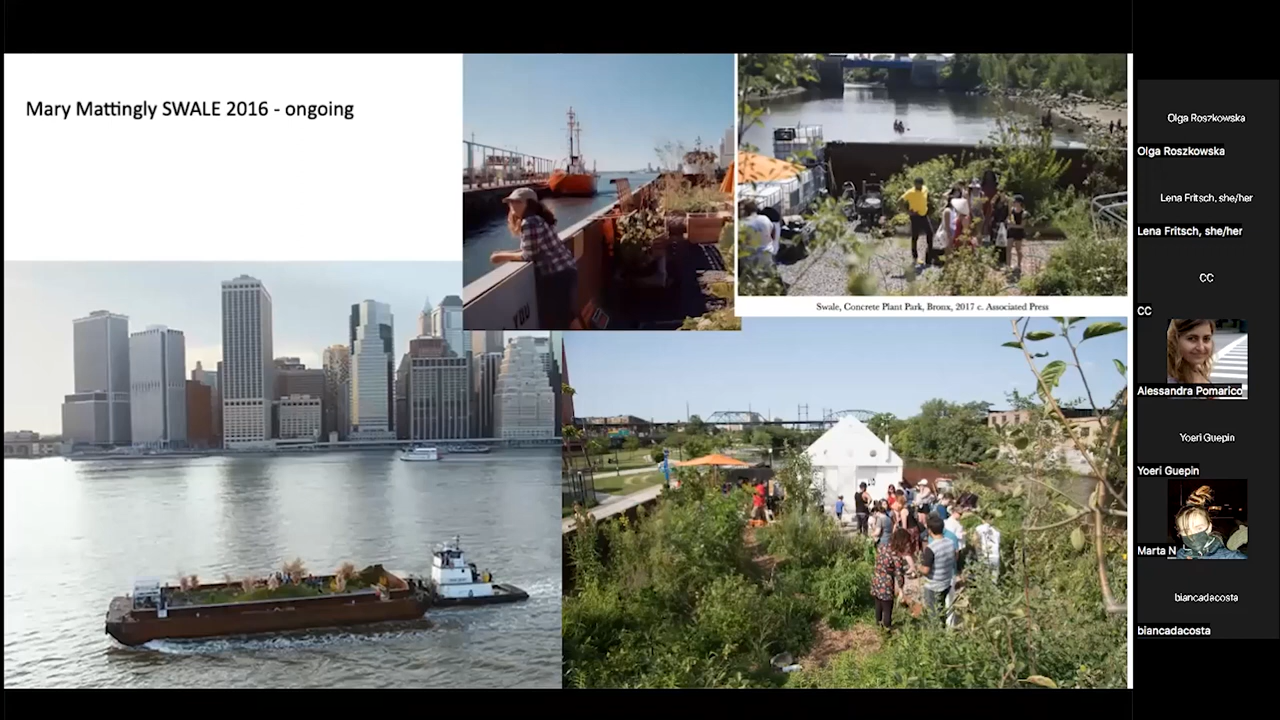 Mary Mattingly SWALE 2016 - ongoing
YOU
Swale, Concrete Plant Park, Bronx, 2017 c. Associated Press
Olga Roszkowska
Olga Roszkowska
Lena Fritsch, she/her
Lena Fritsch, she/her
CC
CC
Alessandra Pomarico
Yoeri Guepin
Yoeri Guepin
Marta N
biancadacosta
biancadacosta